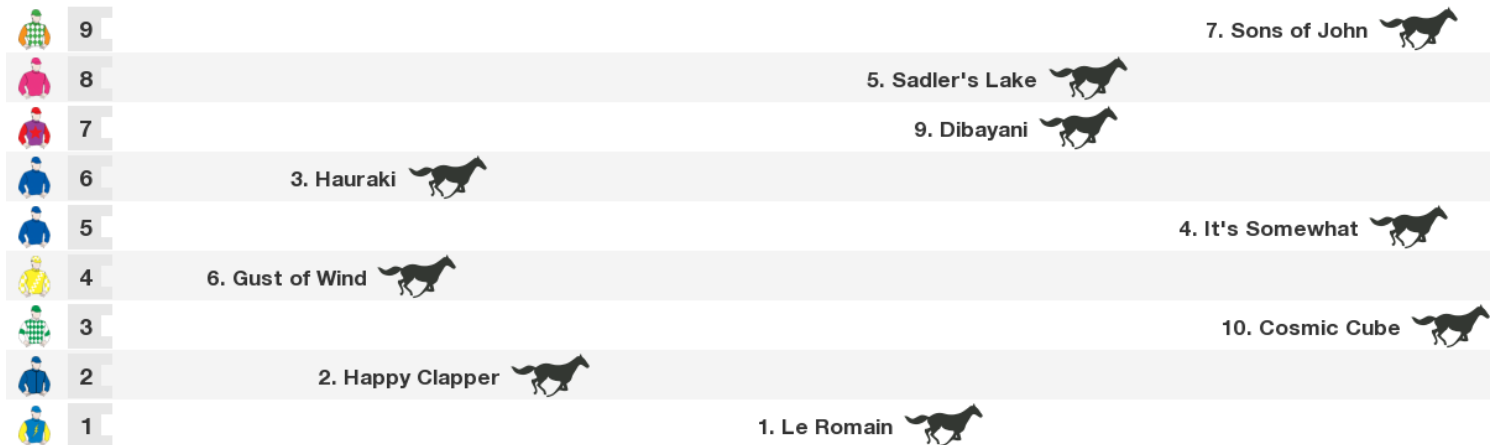 9 7. Sons of John
8 5. Sadler's Lake
7 9. Dibayani
6 3. Hauraki
5 4. It's Somewhat
4 6. Gust of Wind
3 10. Cosmic Cube
2 2. Happy Clapper
1 1. Le Romain